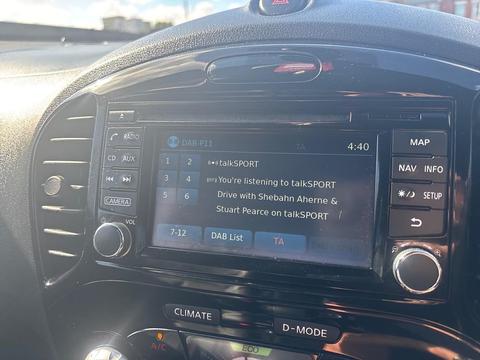 DAB-P11 TA 4:40
1 2 talkSPORT
You're listening to talkSPORT
3 4 Drive with Shebahn Aherne &
5 6 Stuart Pearce on talkSPORT
7-12 DAB List TA
RADIO
CD AUX
CAMERA
VOL
MAP
NAV INFO
SETUP
CLIMATE D-MODE
A/C ECO